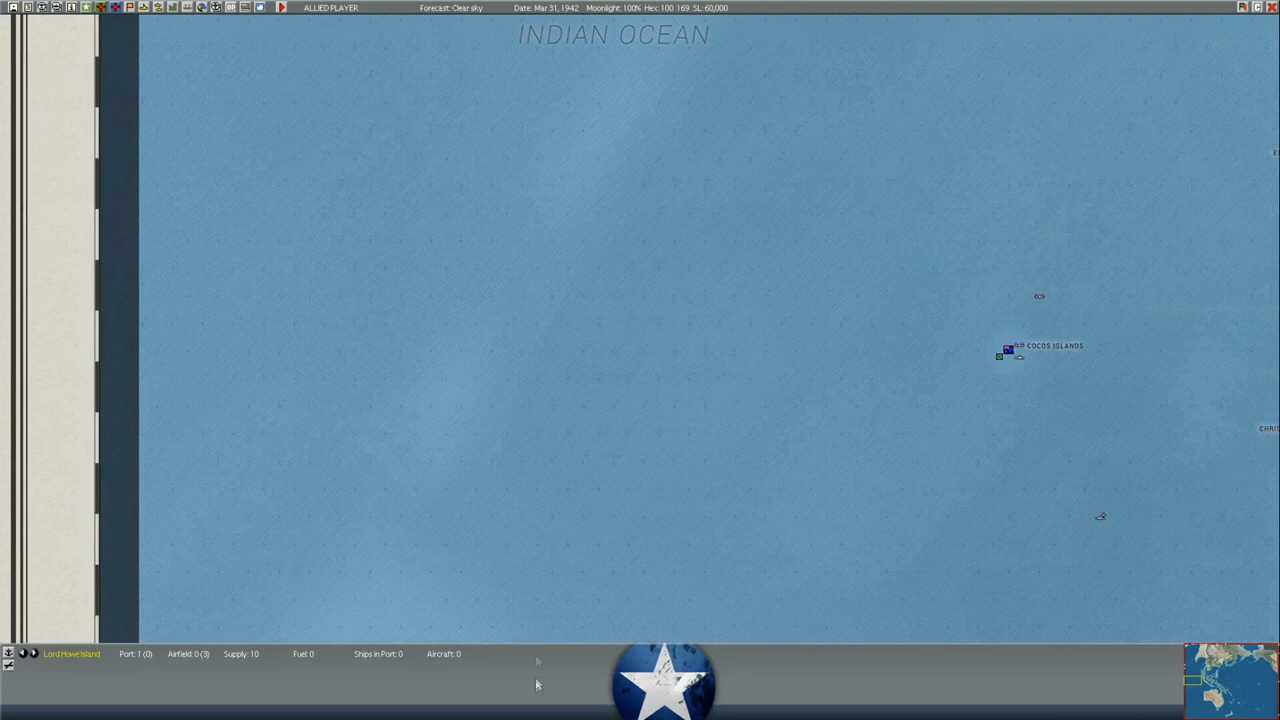 ALLIED PLAYER. Forecast: Clear sky Date: Mar 31, 1942 Moonlight: 100% Hex: 100 169 SL: 60,000
INDIAN OCEAN
COCOS ISLANDS
CHRIS
Lord Howe Island Port: 1 (0) Airfield: 0 (3) Supply: 10 Fuel: 0 Ships in Port: 0 Aircraft: 0